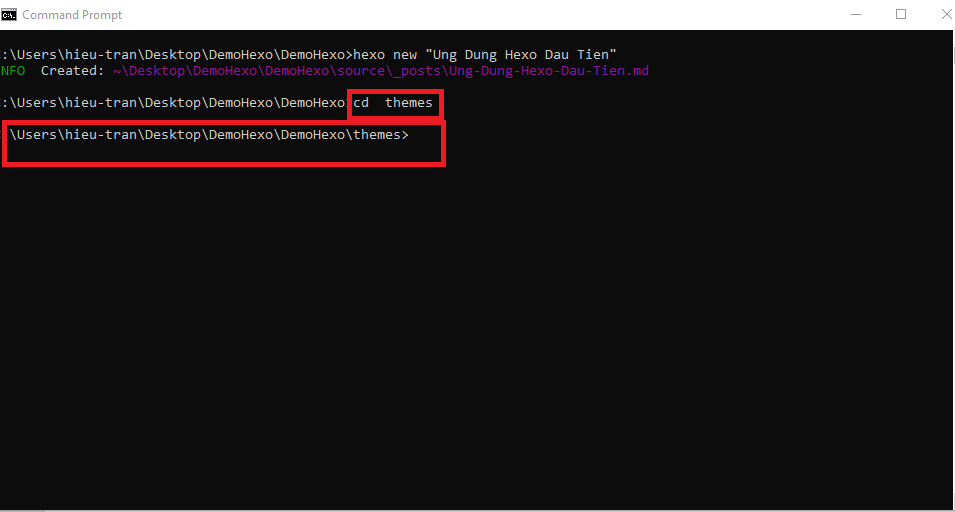 Command Prompt
:\Users\hieu-tran\Desktop\DemoHexo\DemoHexo>hexo new "Ung Dung Hexo Dau Tien"
NFO  Created: ~\Desktop\DemoHexo\DemoHexo\source\_posts\Ung-Dung-Hexo-Dau-Tien.md
:\Users\hieu-tran\Desktop\DemoHexo\DemoHexo cd  themes
\Users\hieu-tran\Desktop\DemoHexo\DemoHexo\themes>